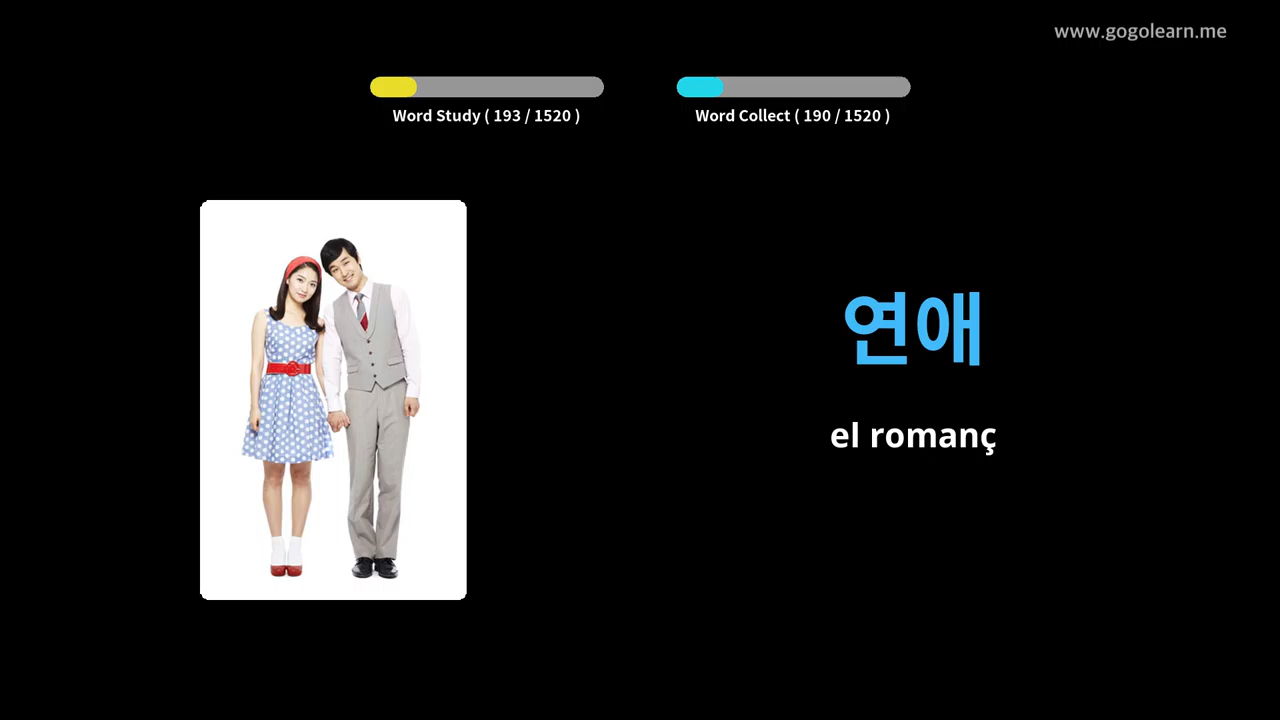 www.gogolearn.me
Word Study ( 193 / 1520 )
Word Collect ( 190 / 1520 )
연애
el romanç